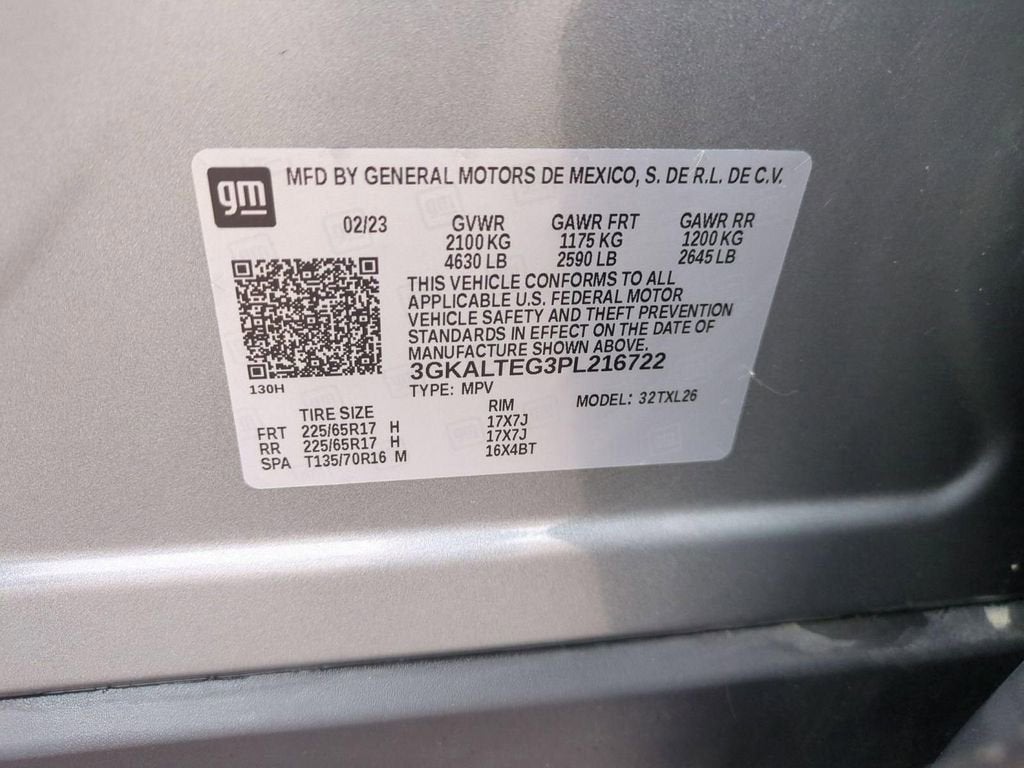 gm
MFD BY GENERAL MOTORS DE MEXICO, S. DE R.L. DE C.V.
02/23 GVWR GAWR FRT GAWR RR
2100 KG 1175 KG 1200 KG
4630 LB 2590 LB 2645 LB
THIS VEHICLE CONFORMS TO ALL
APPLICABLE U.S. FEDERAL MOTOR
VEHICLE SAFETY AND THEFT PREVENTION
STANDARDS IN EFFECT ON THE DATE OF
MANUFACTURE SHOWN ABOVE.
3GKALTEG3PL216722
130H
TYPE: MPV MODEL: 32TXL26
TIRE SIZE RIM
FRT 225/65R17 H 17X7J
RR 225/65R17 H 17X7J
SPA T135/70R16 M 16X4BT